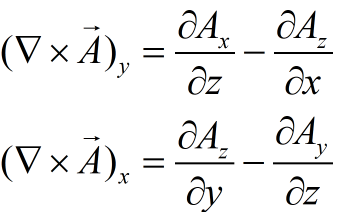 (∇ × A⃗)_y = ∂A_x/∂z − ∂A_z/∂x
(∇ × A⃗)_x = ∂A_z/∂y − ∂A_y/∂z